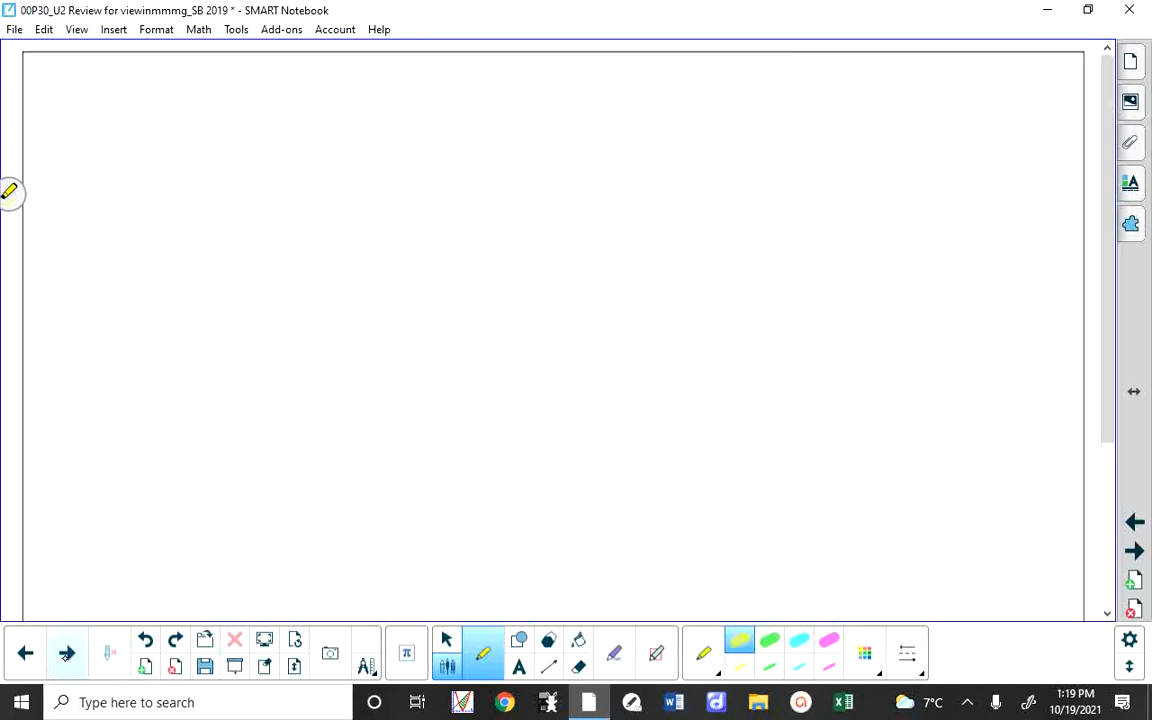 00P30_U2 Review for viewinmmmg_SB 2019 * - SMART Notebook
File Edit View Insert Format Math Tools Add-ons Account Help
Type here to search
7°C
1:19 PM
10/19/2021